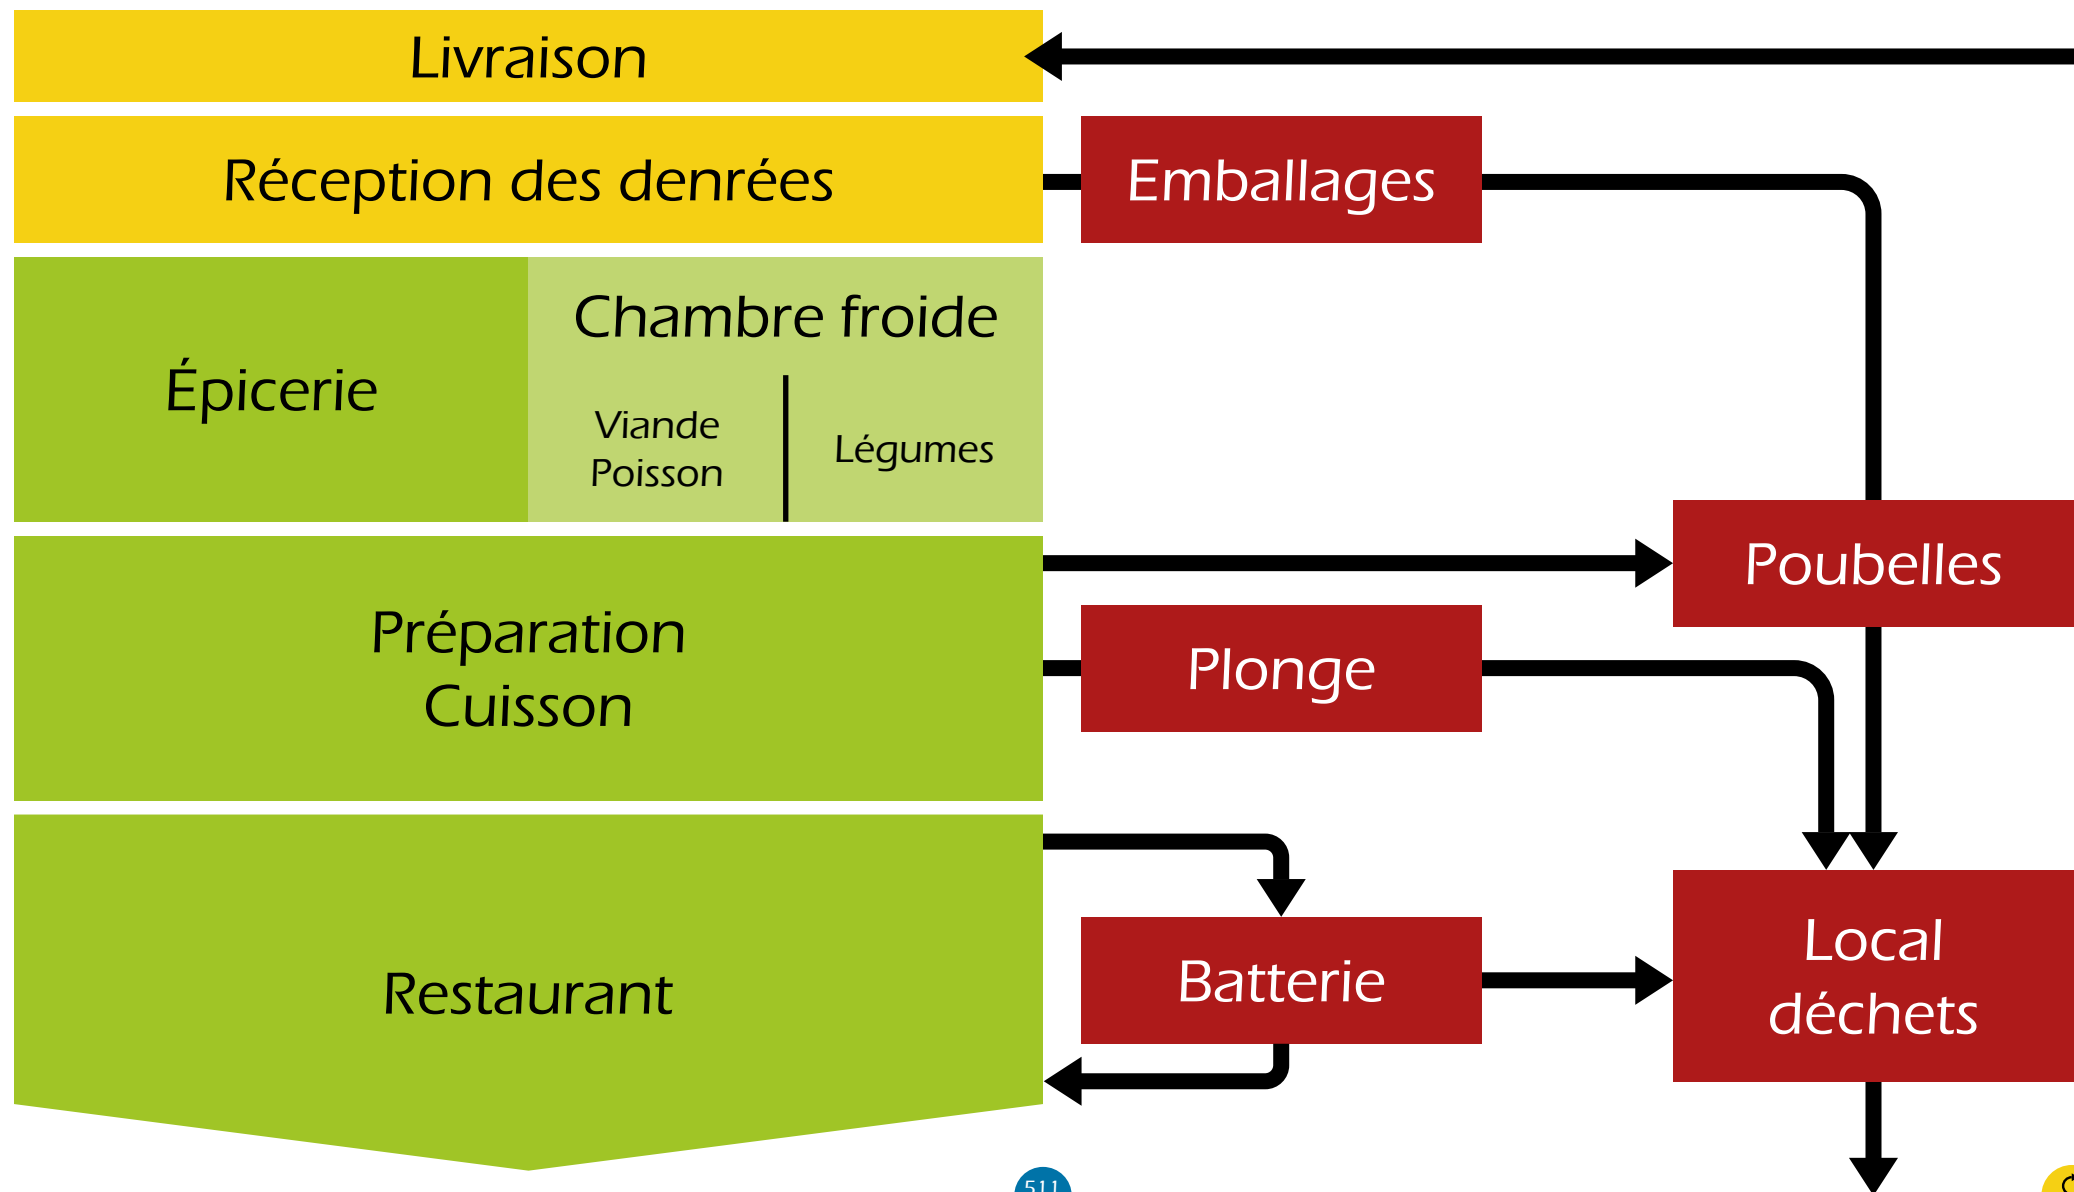 Livraison
Réception des denrées
Emballages
Épicerie
Chambre froide
Viande
Poisson
Légumes
Poubelles
Préparation
Cuisson
Plonge
Restaurant
Batterie
Local
déchets
511